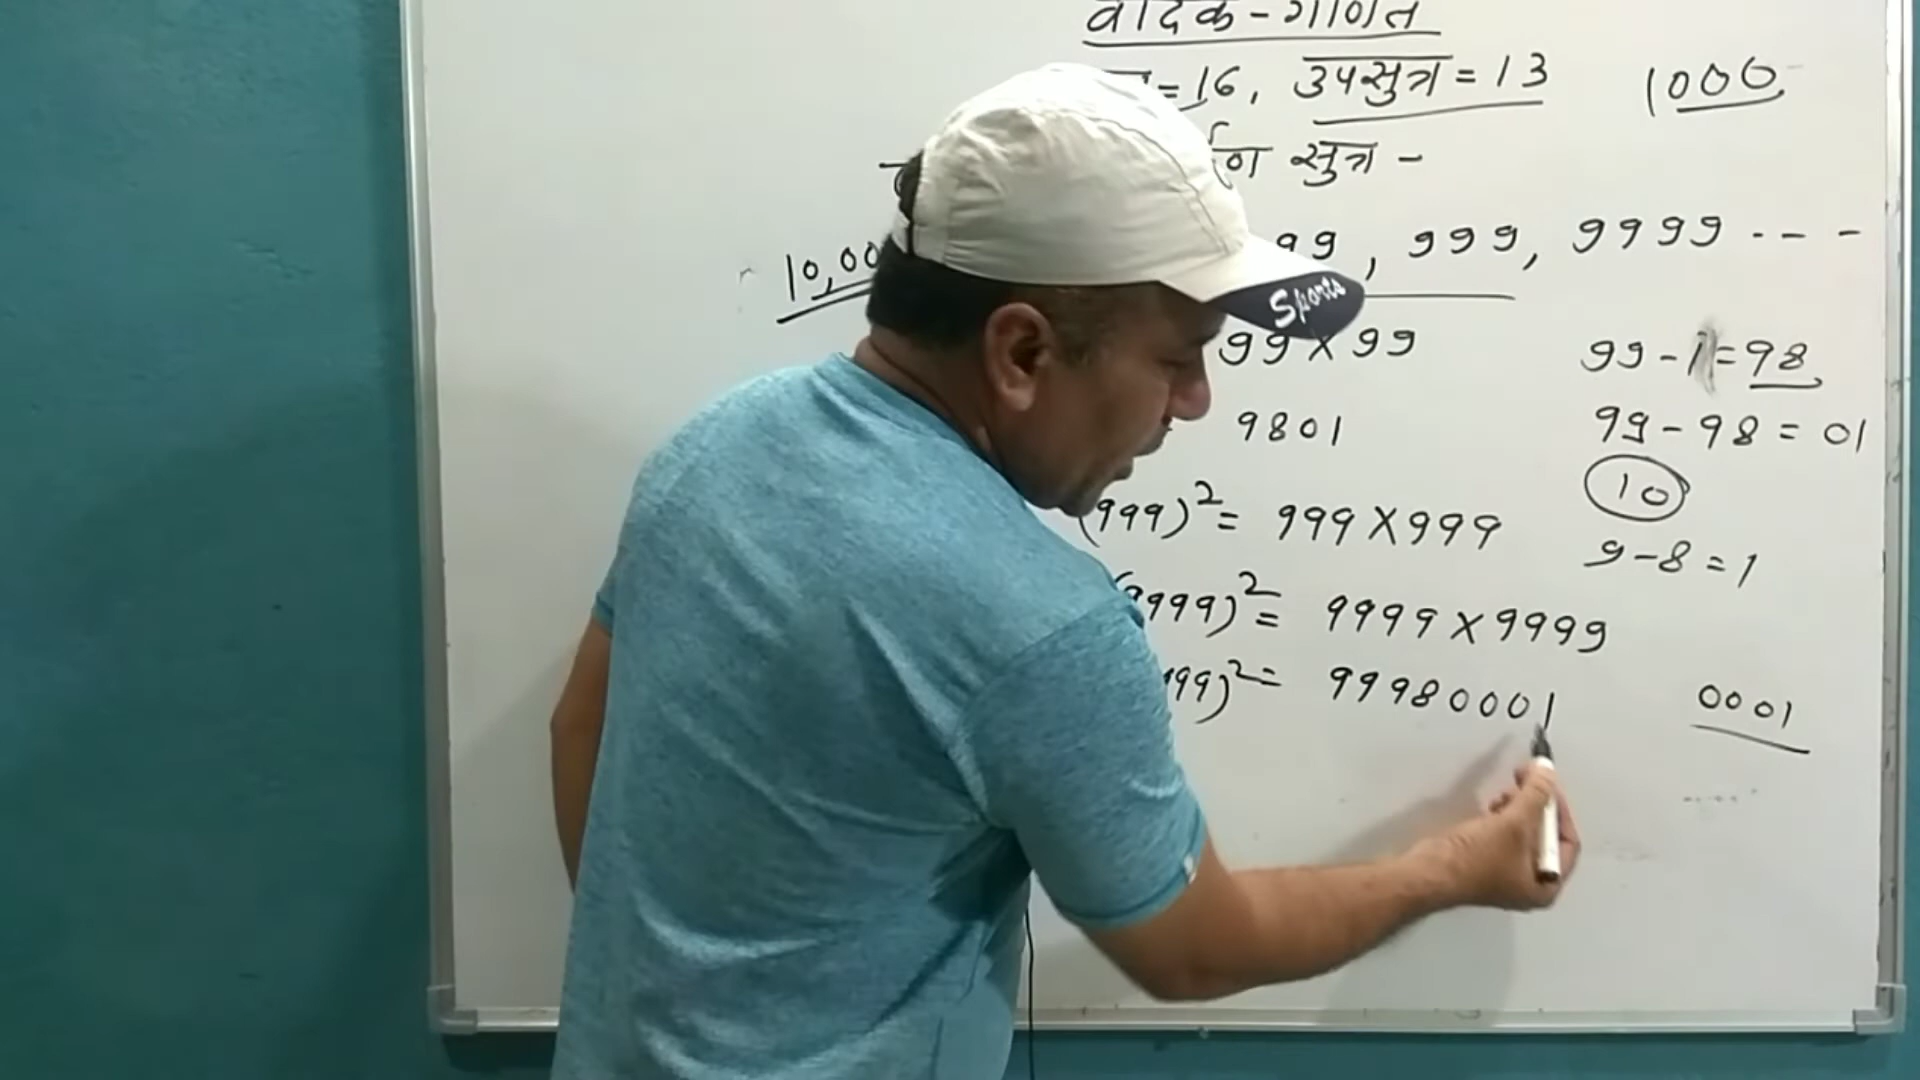 वैदिक - गणित
= 16, उपसुत्र = 13
1000
सुत्र -
99, 999, 9999 - - -
10,00
Sports
99 X 99
99 - 1 = 98
9801
99 - 98 = 01
10
(999)² = 999 X 999
9 - 8 = 1
9999)² = 9999 X 9999
999)² = 99980001
0001